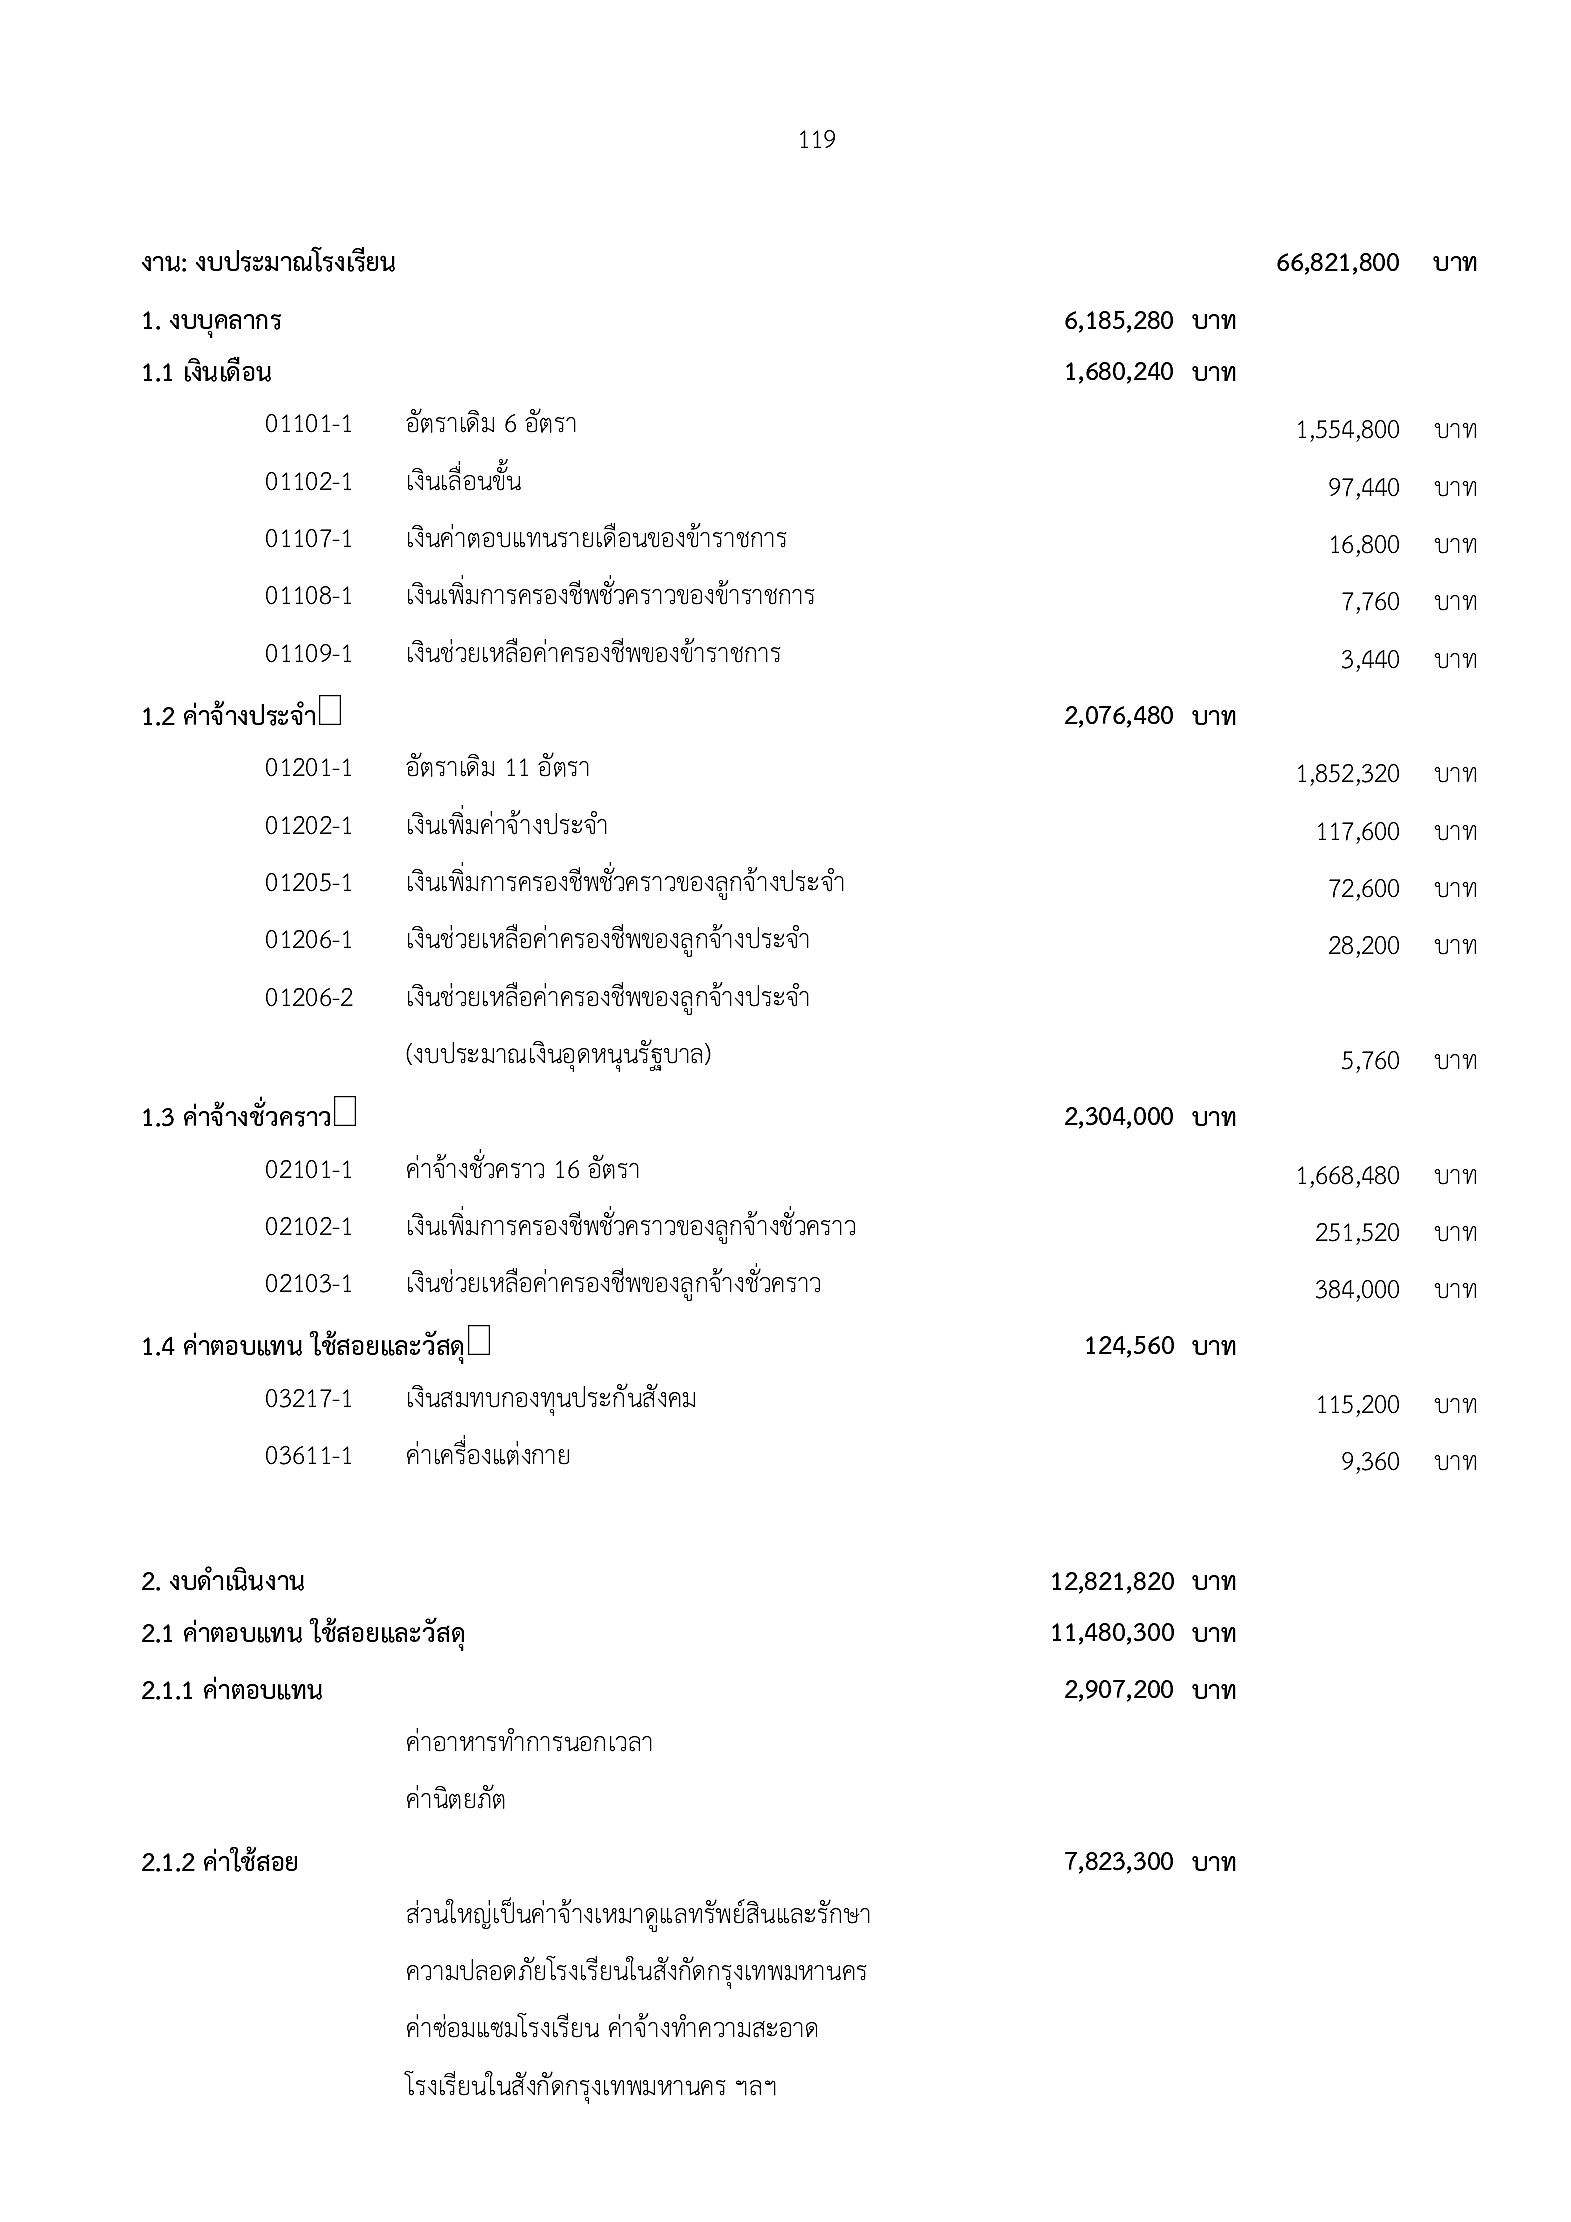 119
งาน: งบประมาณโรงเรียน 66,821,800 บาท
1. งบบุคลากร 6,185,280 บาท
1.1 เงินเดือน 1,680,240 บาท
01101-1 อัตราเดิม 6 อัตรา 1,554,800 บาท
01102-1 เงินเลื่อนขั้น 97,440 บาท
01107-1 เงินค่าตอบแทนรายเดือนของข้าราชการ 16,800 บาท
01108-1 เงินเพิ่มการครองชีพชั่วคราวของข้าราชการ 7,760 บาท
01109-1 เงินช่วยเหลือค่าครองชีพของข้าราชการ 3,440 บาท
1.2 ค่าจ้างประจำ 2,076,480 บาท
01201-1 อัตราเดิม 11 อัตรา 1,852,320 บาท
01202-1 เงินเพิ่มค่าจ้างประจำ 117,600 บาท
01205-1 เงินเพิ่มการครองชีพชั่วคราวของลูกจ้างประจำ 72,600 บาท
01206-1 เงินช่วยเหลือค่าครองชีพของลูกจ้างประจำ 28,200 บาท
01206-2 เงินช่วยเหลือค่าครองชีพของลูกจ้างประจำ
(งบประมาณเงินอุดหนุนรัฐบาล) 5,760 บาท
1.3 ค่าจ้างชั่วคราว 2,304,000 บาท
02101-1 ค่าจ้างชั่วคราว 16 อัตรา 1,668,480 บาท
02102-1 เงินเพิ่มการครองชีพชั่วคราวของลูกจ้างชั่วคราว 251,520 บาท
02103-1 เงินช่วยเหลือค่าครองชีพของลูกจ้างชั่วคราว 384,000 บาท
1.4 ค่าตอบแทน ใช้สอยและวัสดุ 124,560 บาท
03217-1 เงินสมทบกองทุนประกันสังคม 115,200 บาท
03611-1 ค่าเครื่องแต่งกาย 9,360 บาท
2. งบดำเนินงาน 12,821,820 บาท
2.1 ค่าตอบแทน ใช้สอยและวัสดุ 11,480,300 บาท
2.1.1 ค่าตอบแทน 2,907,200 บาท
ค่าอาหารทำการนอกเวลา
ค่านิตยภัต
2.1.2 ค่าใช้สอย 7,823,300 บาท
ส่วนใหญ่เป็นค่าจ้างเหมาดูแลทรัพย์สินและรักษา
ความปลอดภัยโรงเรียนในสังกัดกรุงเทพมหานคร
ค่าซ่อมแซมโรงเรียน ค่าจ้างทำความสะอาด
โรงเรียนในสังกัดกรุงเทพมหานคร ฯลฯ